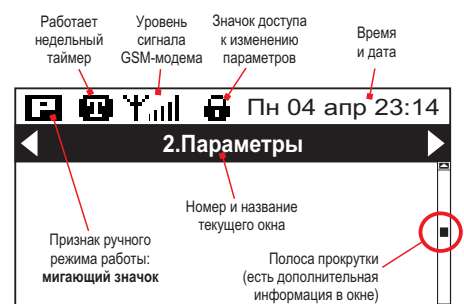 Работает
недельный
таймер
Уровень
сигнала
GSM-модема
Значок доступа
к изменению
параметров
Время
и дата
Р Т Пн 04 апр 23:14
2.Параметры
Номер и название
текущего окна
Признак ручного
режима работы:
мигающий значок
Полоса прокрутки
(есть дополнительная
информация в окне)